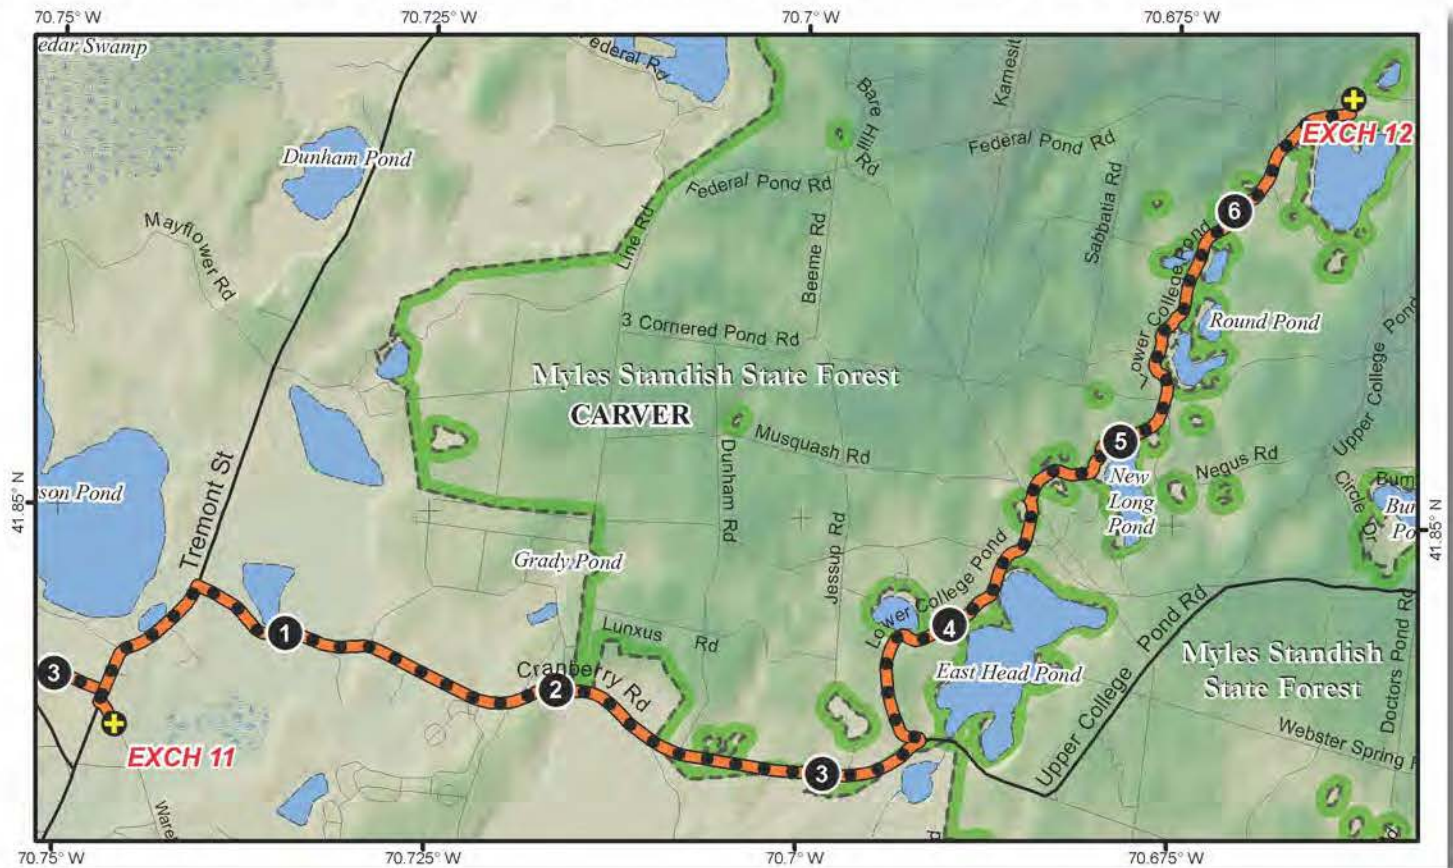 70.75° W
70.725° W
70.7° W
70.675° W
edar Swamp
Federal Rd
Kamesit
Bare Hill Rd
EXCH 12
Dunham Pond
Federal Pond Rd
Federal Pond Rd
Mayflower Rd
Line Rd
Beeme Rd
Sabbatia Rd
6
Lower College Pond
3 Cornered Pond Rd
Round Pond
Myles Standish State Forest
CARVER
Upper College Pond
Musquash Rd
Dunham Rd
5
Negus Rd
New
Long
Pond
Circle Dr
son Pond
41.85° N
41.85° N
Tremont St
Grady Pond
Jessup Rd
Lower College Pond
4
1
Lunxus Rd
Upper College Pond Rd
Myles Standish
State Forest
Doctors Pond Rd
East Head Pond
3
Cranberry Rd
2
EXCH 11
Webster Spring
3
70.75° W
70.725° W
70.7° W
70.675° W